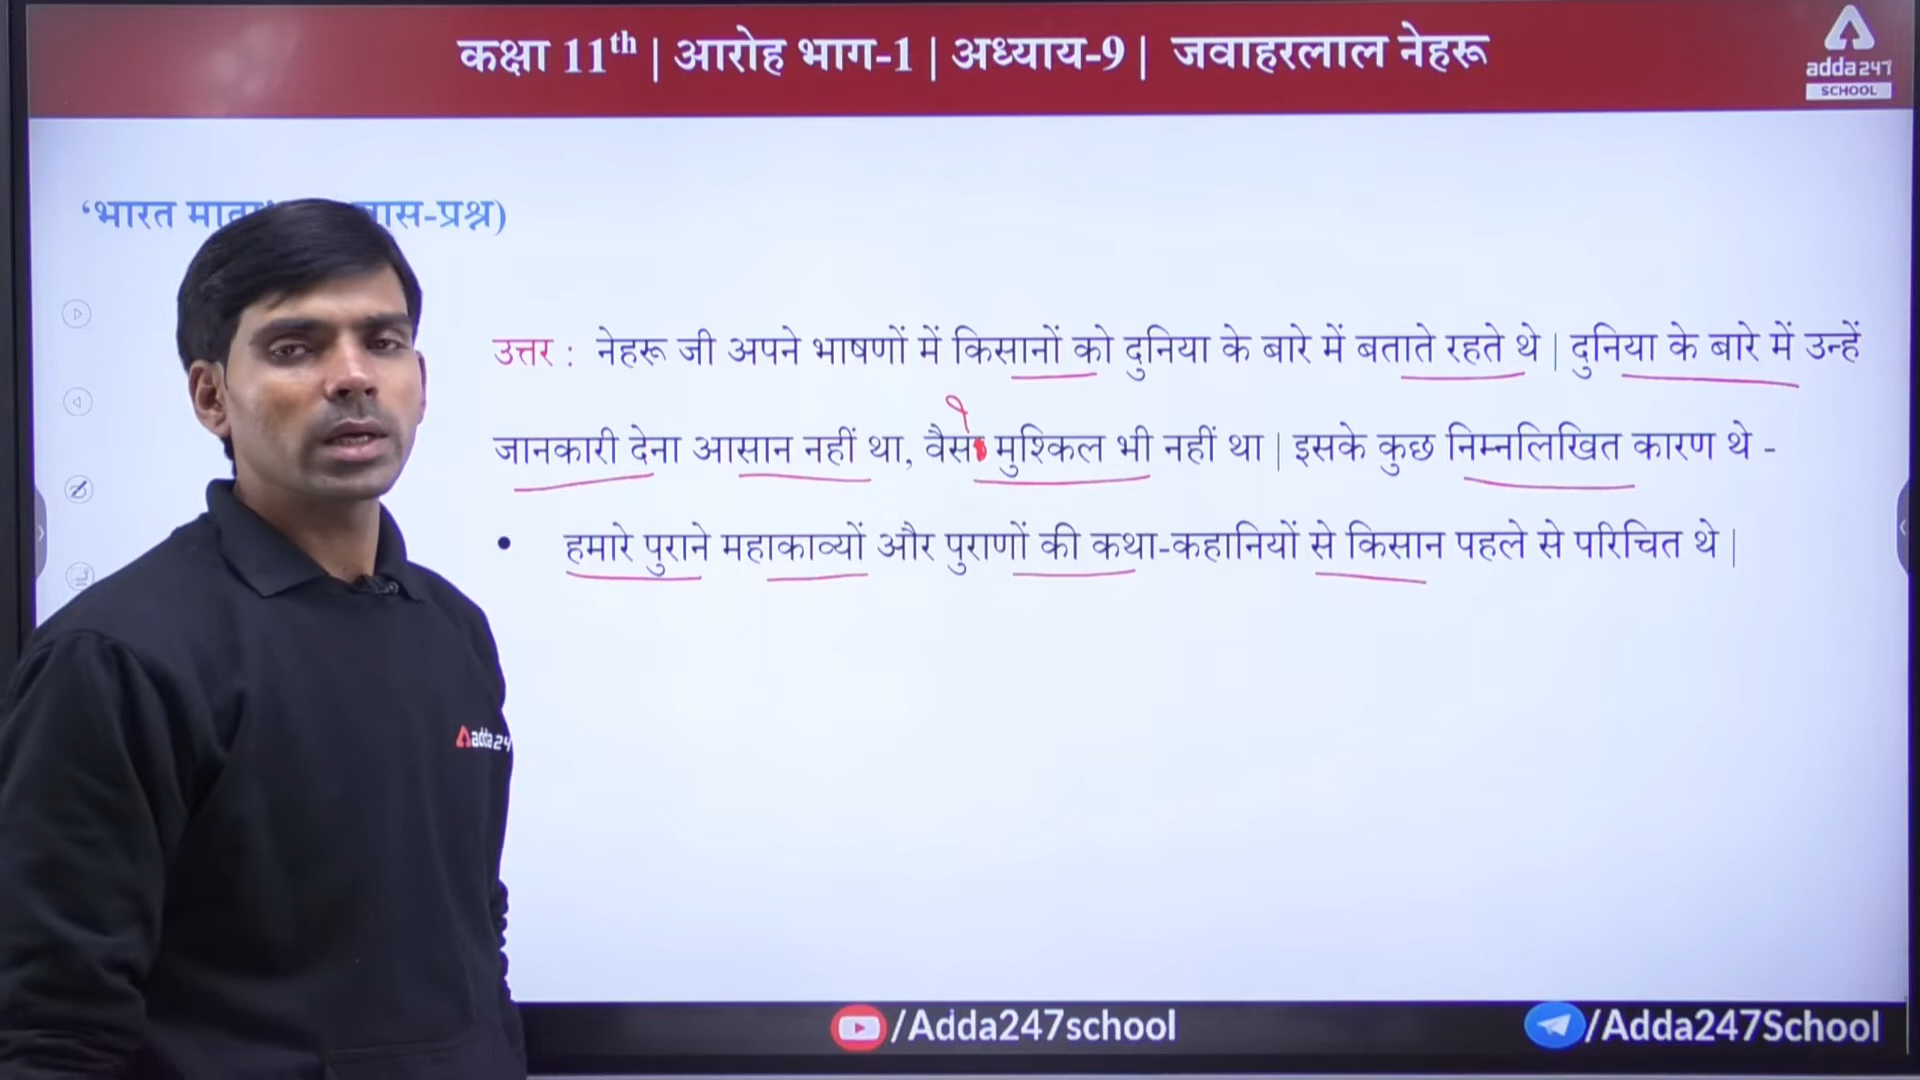 कक्षा 11th | आरोह भाग-1 | अध्याय-9 | जवाहरलाल नेहरू
adda247
SCHOOL
‘भारत -प्रश्न)
उत्तर : नेहरू जी अपने भाषणों में किसानों को दुनिया के बारे में बताते रहते थे | दुनिया के बारे में उन्हें
जानकारी देना आसान नहीं था, वैसे मुश्किल भी नहीं था | इसके कुछ निम्नलिखित कारण थे -
• हमारे पुराने महाकाव्यों और पुराणों की कथा-कहानियों से किसान पहले से परिचित थे |
adda24
/Adda247school
/Adda247School